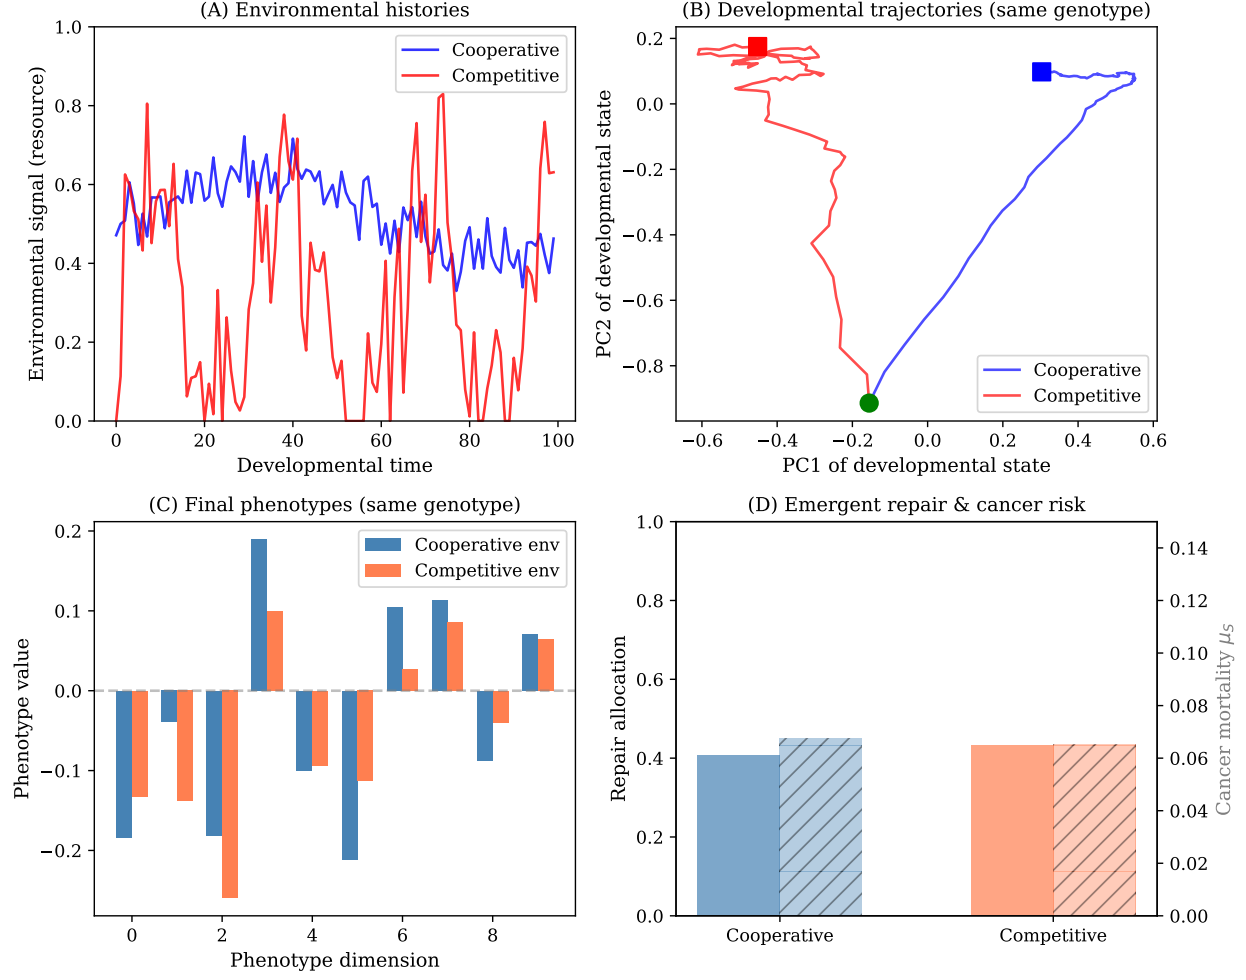 (A) Environmental histories
Environmental signal (resource)
1.0
0.8
0.6
0.4
0.2
0.0
0
20
40
60
80
100
Developmental time
Cooperative
Competitive
(B) Developmental trajectories (same genotype)
PC2 of developmental state
0.2
0.0
−0.2
−0.4
−0.6
−0.8
−0.6
−0.4
−0.2
0.0
0.2
0.4
0.6
PC1 of developmental state
Cooperative
Competitive
(C) Final phenotypes (same genotype)
Phenotype value
0.2
0.1
0.0
−0.1
−0.2
0
2
4
6
8
Phenotype dimension
Cooperative env
Competitive env
(D) Emergent repair & cancer risk
Repair allocation
1.0
0.8
0.6
0.4
0.2
0.0
Cooperative
Competitive
0.14
0.12
0.10
0.08
0.06
0.04
0.02
0.00
Cancer mortality μS